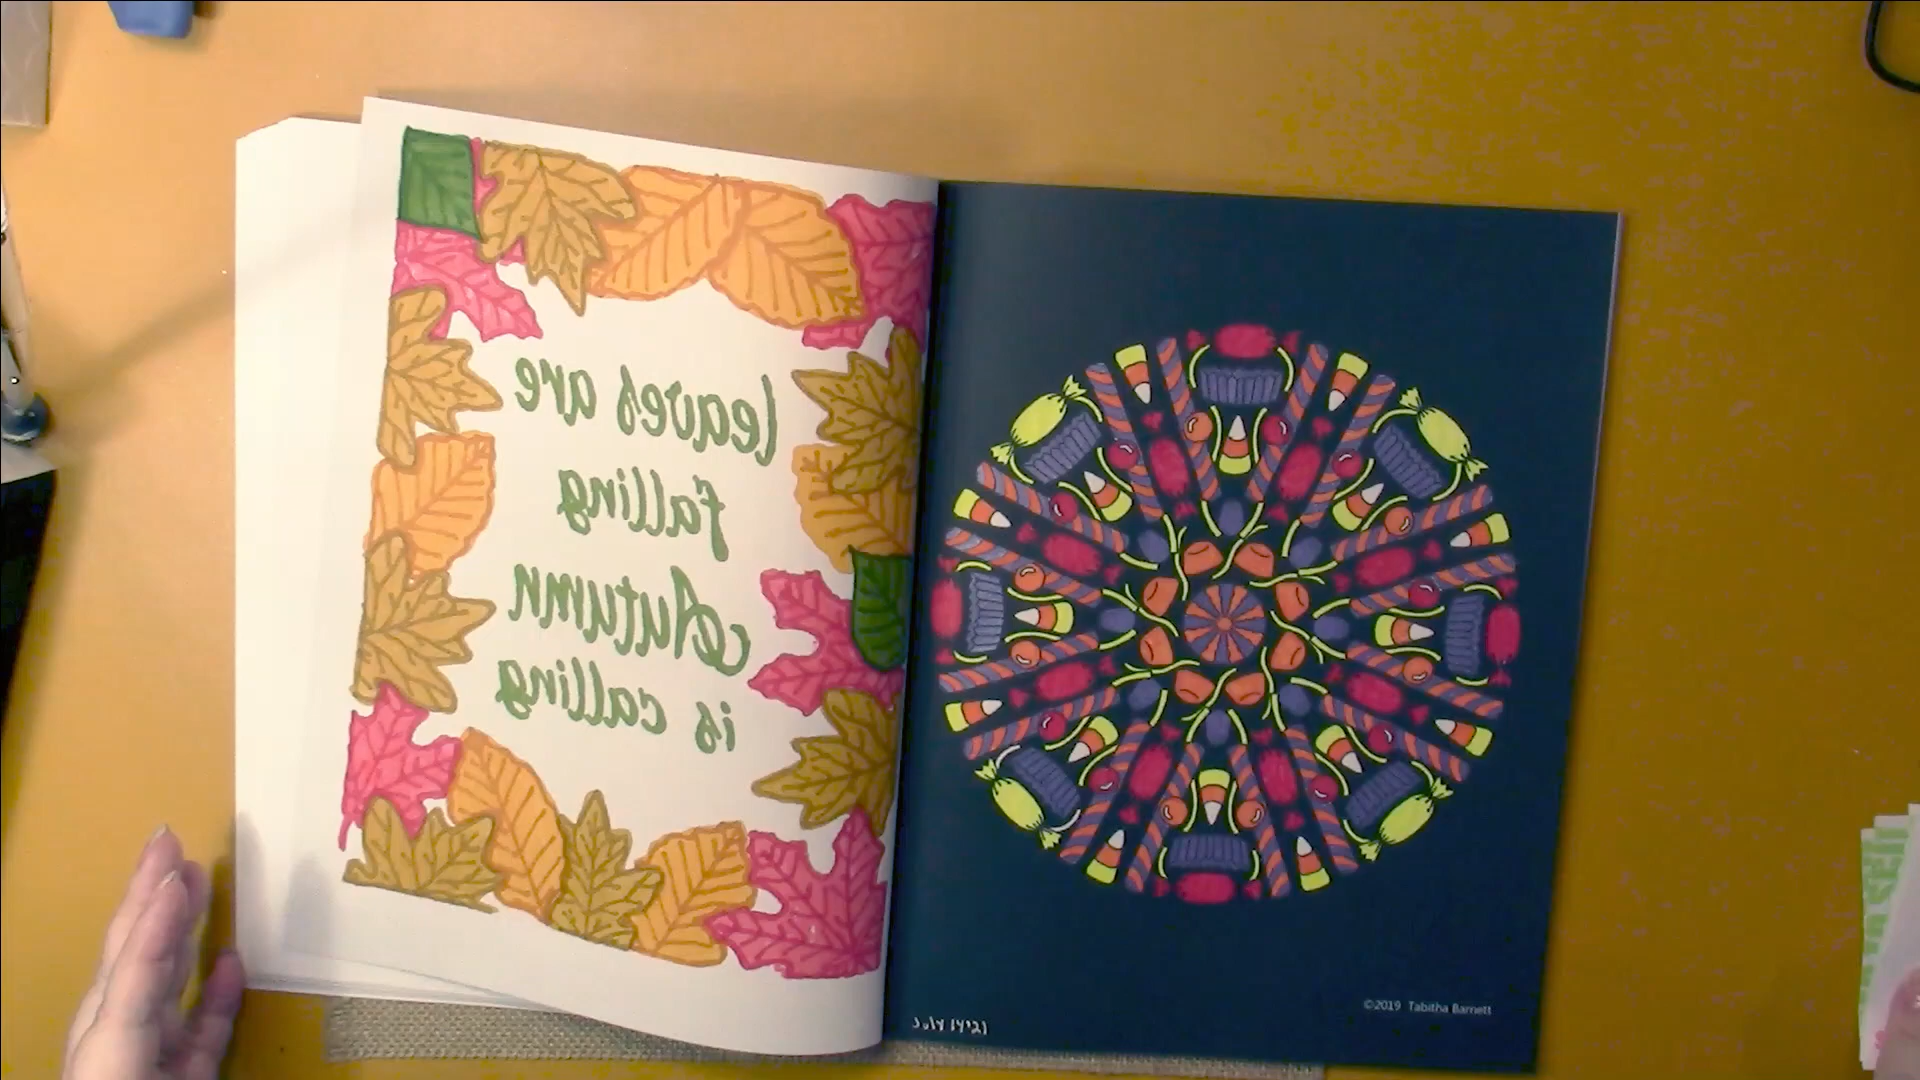 leaves are
falling
Autumn
is calling
©2019 Tabitha Barnett